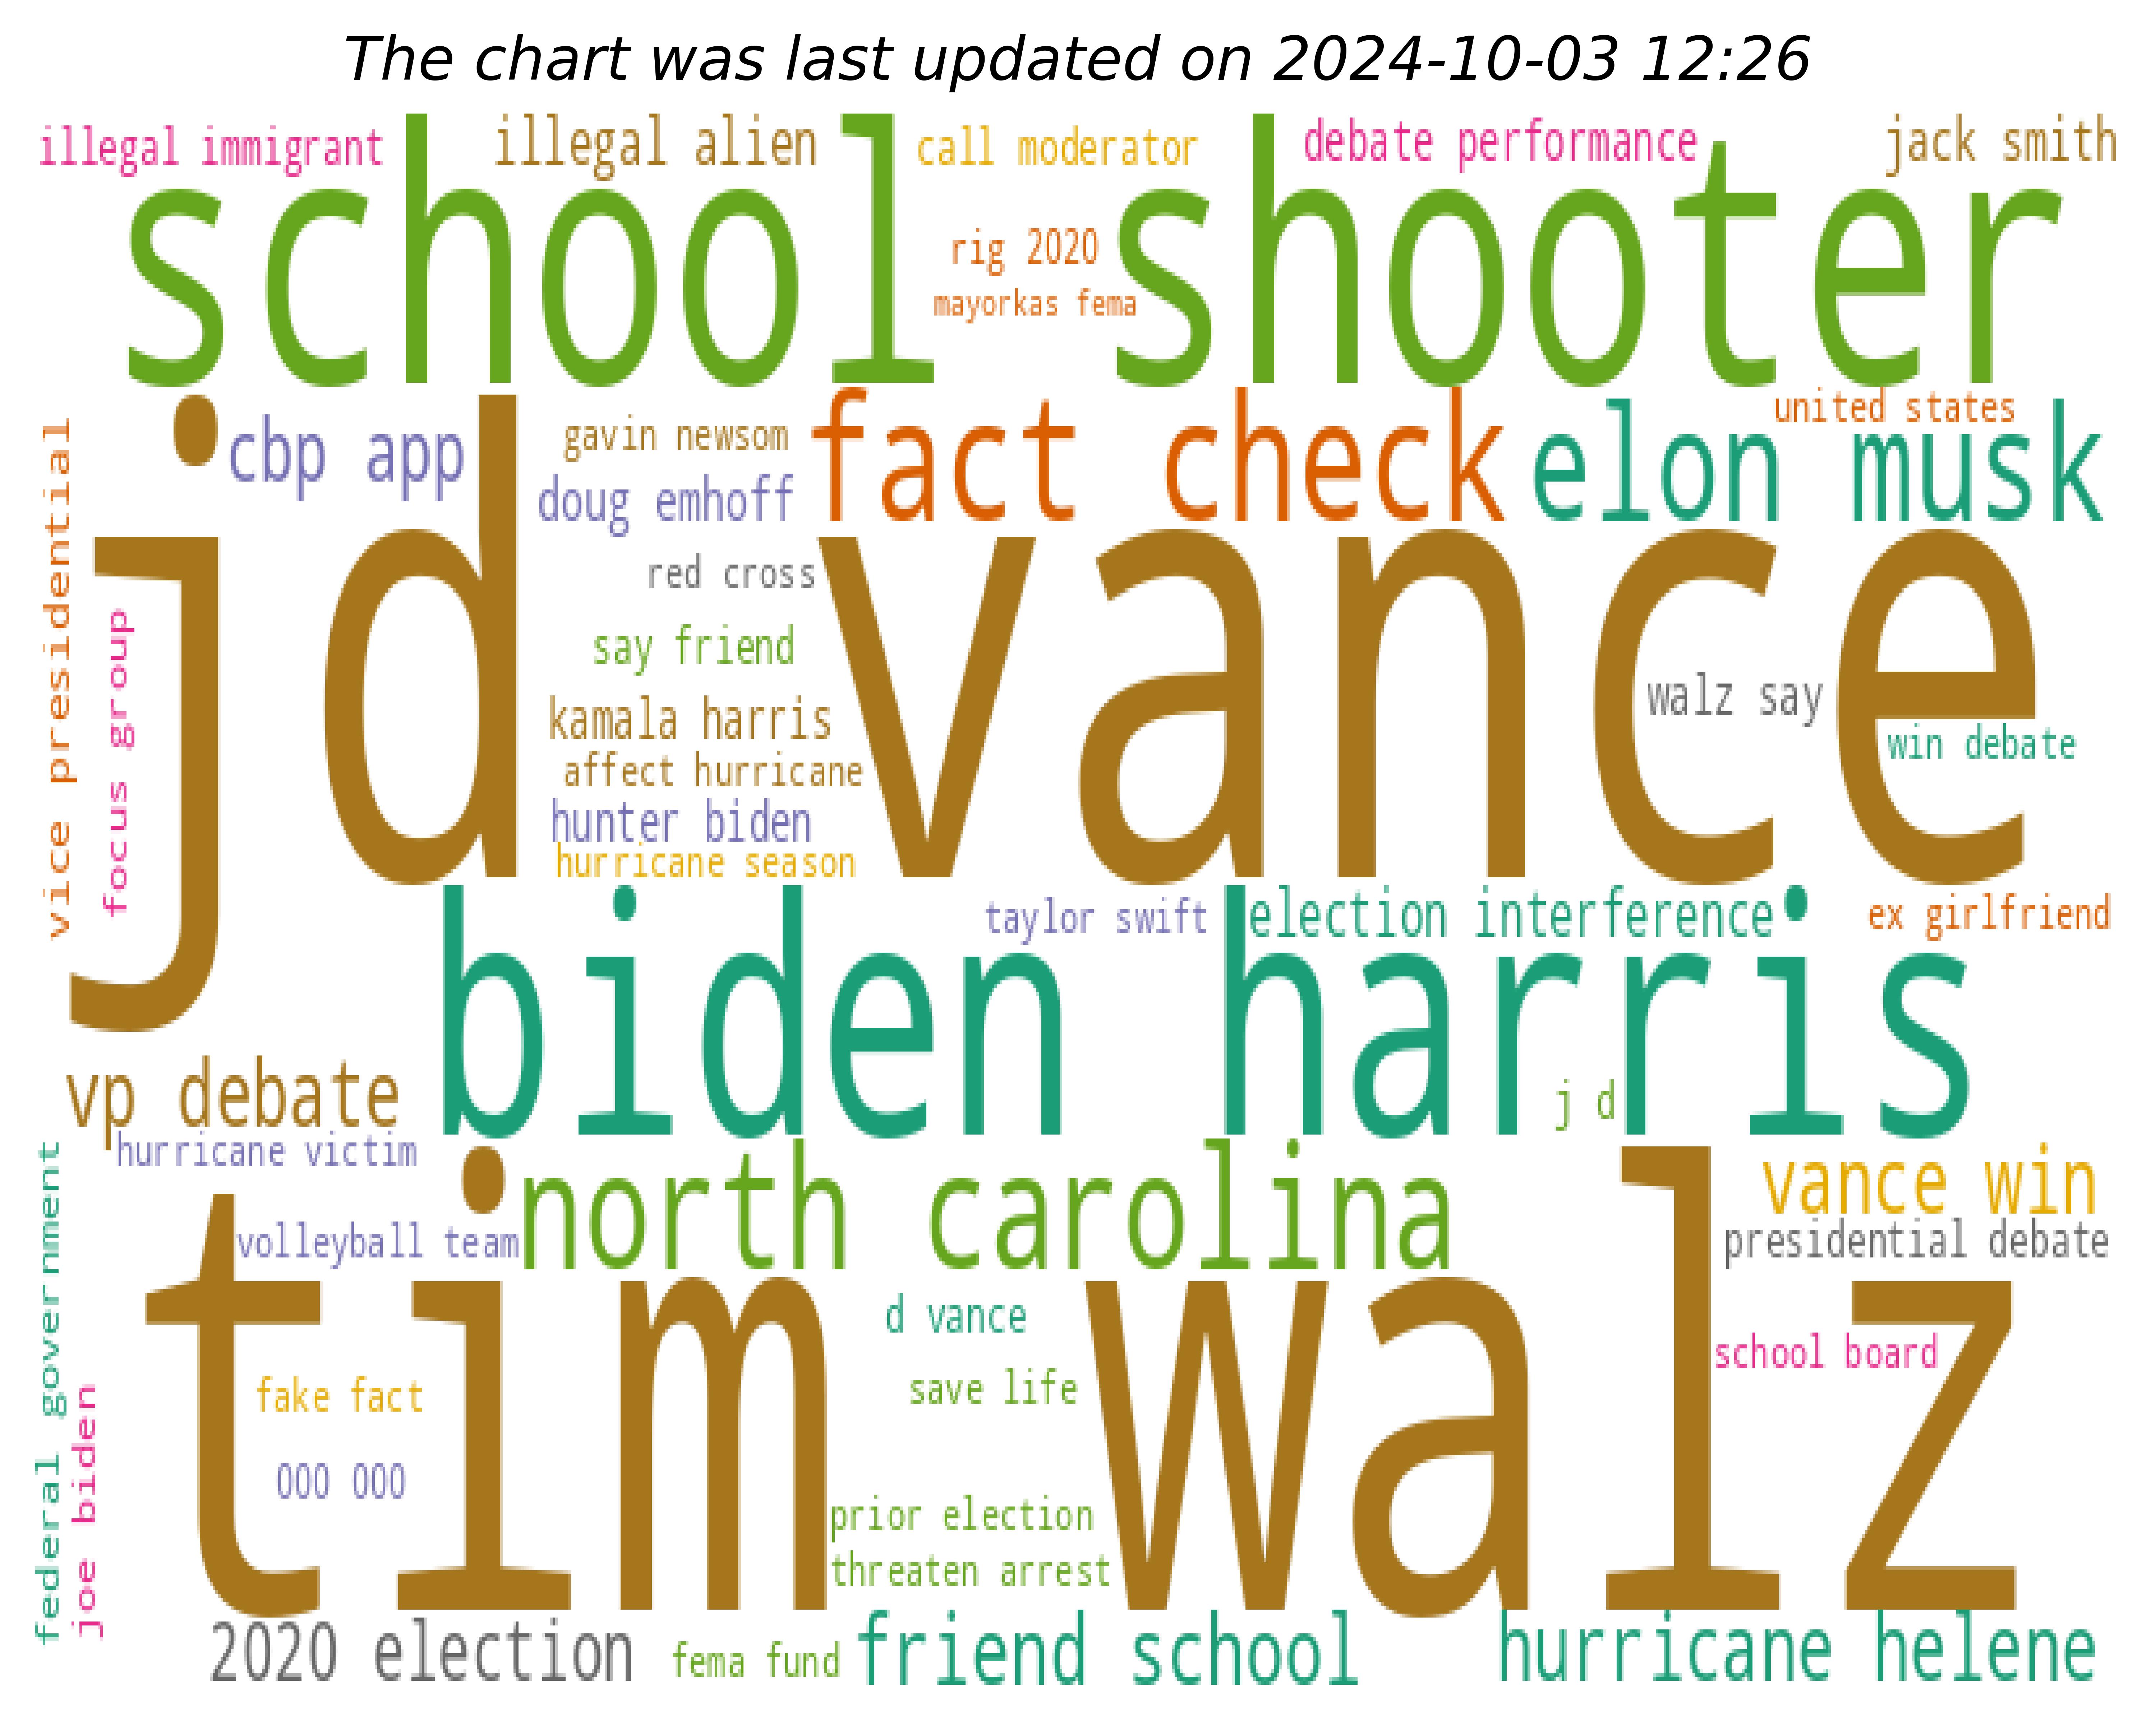 The chart was last updated on 2024-10-03 12:26
illegal immigrant
illegal alien
call moderator
debate performance
jack smith
school shooter
rig 2020
mayorkas fema
united states
cbp app
gavin newsom
fact check
elon musk
doug emhoff
vice presidential
focus group
jd vance
red cross
say friend
kamala harris
walz say
win debate
affect hurricane
hunter biden
hurricane season
taylor swift
election interference
ex girlfriend
biden harris
vp debate
j d
hurricane victim
north carolina
vance win
volleyball team
presidential debate
federal government
joe biden
tim walz
d vance
school board
fake fact
save life
000 000
prior election
threaten arrest
2020 election
fema fund
friend school
hurricane helene